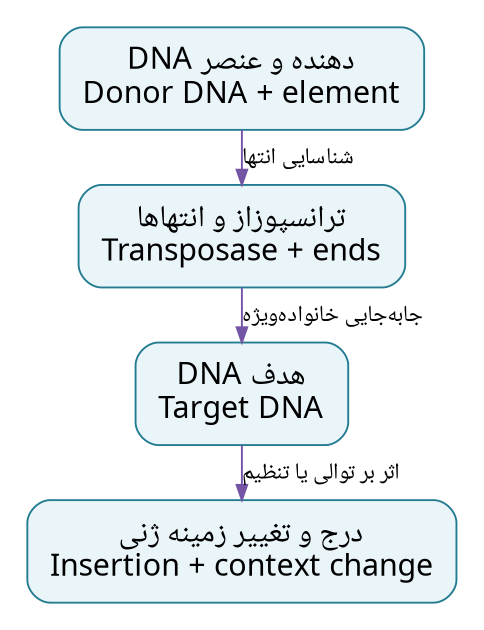 DNA دهنده و عنصر
Donor DNA + element
شناسایی انتها
ترانسپوزاز و انتهاها
Transposase + ends
جابه‌جایی خانواده‌ویژه
DNA هدف
Target DNA
اثر بر توالی یا تنظیم
درج و تغییر زمینه ژنی
Insertion + context change